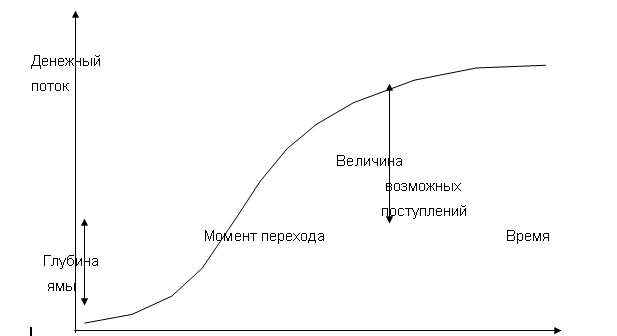 Денежный
поток
Величина
возможных
поступлений
Момент перехода
Время
Глубина
ямы